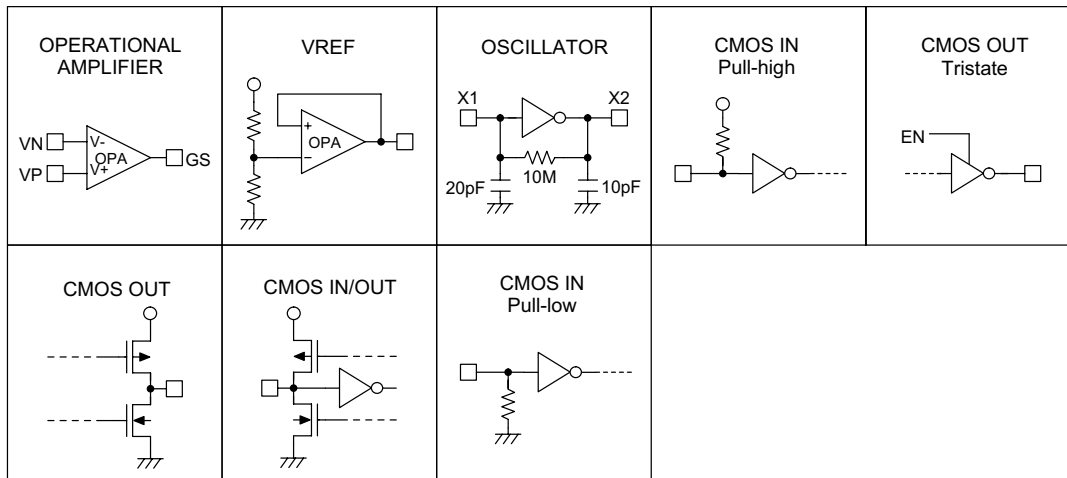 OPERATIONAL
AMPLIFIER
VN
V-
OPA
GS
VP
V+
VREF
+
OPA
−
OSCILLATOR
X1
X2
10M
20pF
10pF
CMOS IN
Pull-high
CMOS OUT
Tristate
EN
CMOS OUT
CMOS IN/OUT
CMOS IN
Pull-low